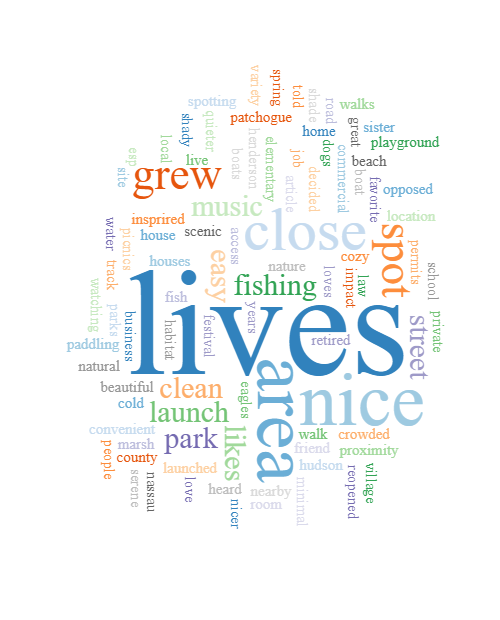 variety
spring
told
shade
road
walks
spotting
patchogue
great
sister
quieter
shady
home
playground
local
live
boats
henderson
elementary
job
dogs
commercial
beach
esp
site
grew
article
decided
boat
favorite
opposed
insprired
music
location
house
scenic
close
spot
permits
water
picnics
access
cozy
houses
easy
nature
track
fishing
loves
impact
law
school
watching
fish
lives
parks
business
habitat
festival
years
retired
street
private
paddling
natural
area
beautiful
clean
eagles
nice
cold
launch
convenient
park
likes
walk
crowded
marsh
friend
proximity
people
county
launched
hudson
village
serene
nassau
love
heard
nearby
reopened
nicer
room
minimal